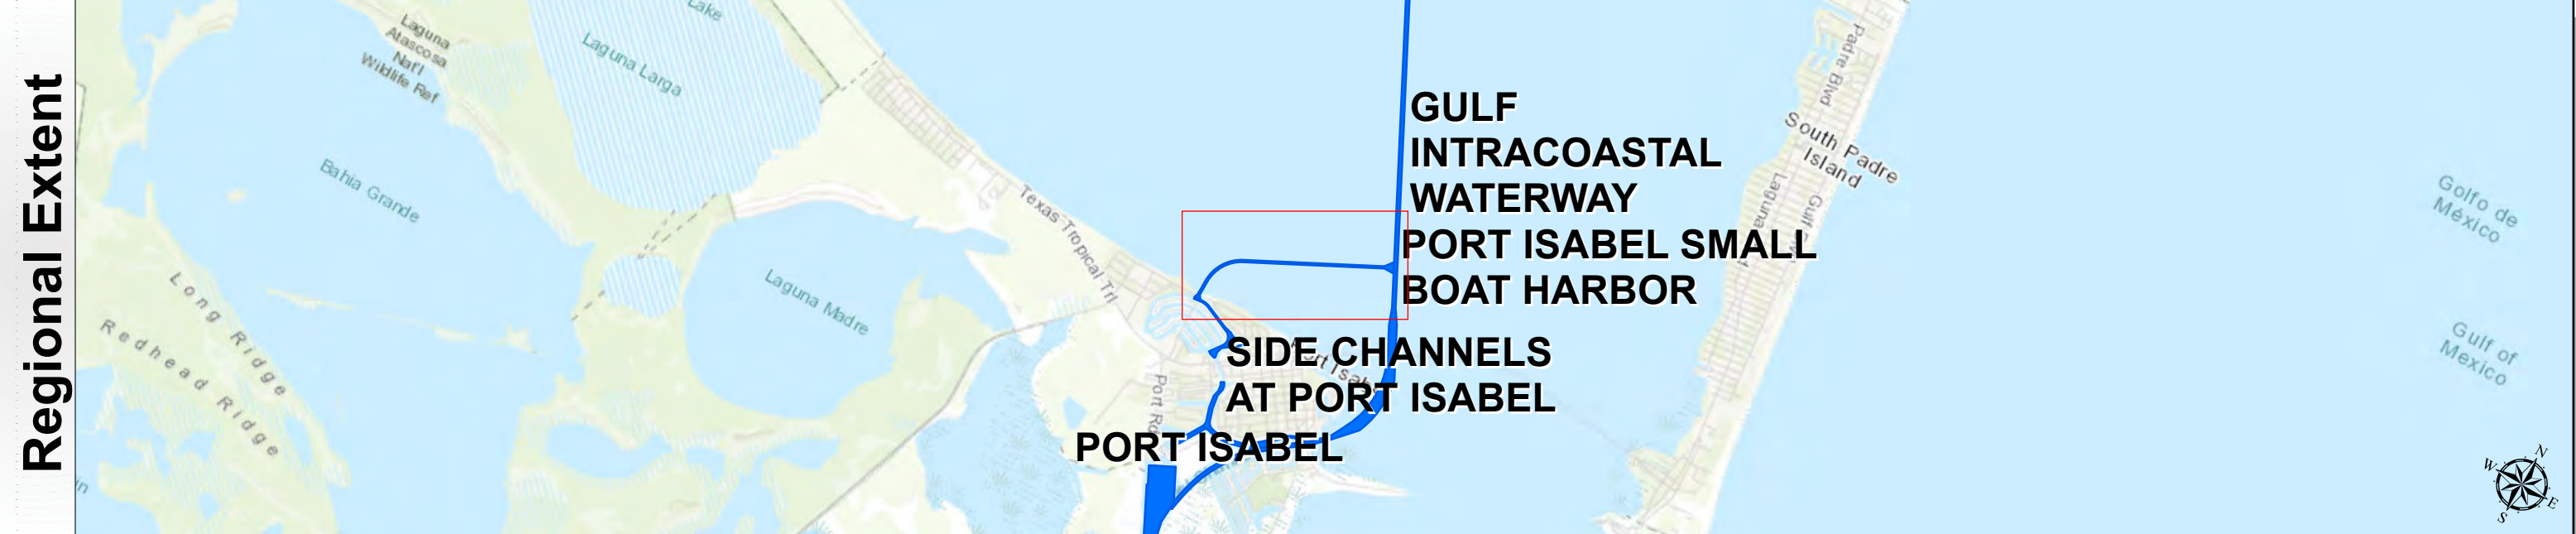 Regional Extent
Lake
Laguna
Atascosa
Nat'l
Wildlife Ref
Laguna Larga
Bahia Grande
Long Ridge
Redhead Ridge
Laguna Madre
Texas Tropical Trl
GULF
INTRACOASTAL
WATERWAY
PORT ISABEL SMALL
BOAT HARBOR
SIDE CHANNELS
AT PORT ISABEL
PORT ISABEL
Port Rd
Padre Blvd
South Padre
Island
Laguna
Golfo de
México
Gulf of
Mexico
N
W
E
S